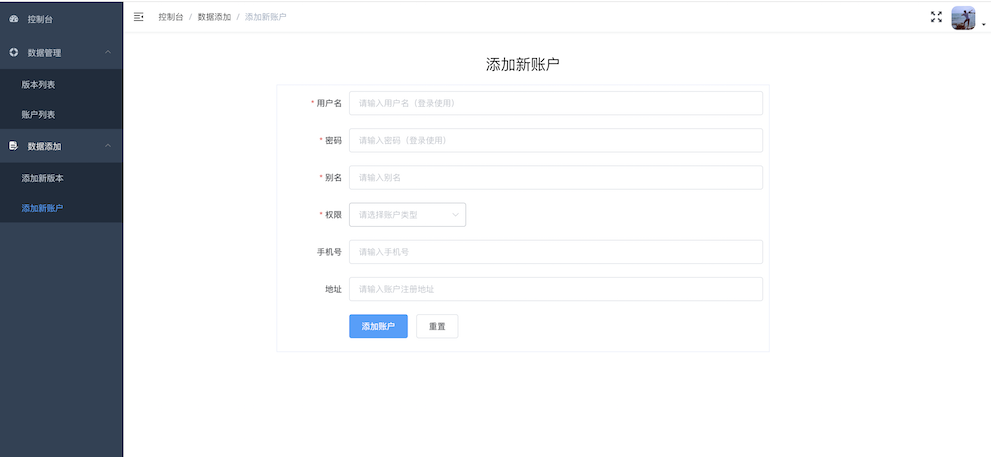 控制台
数据管理
版本列表
账户列表
数据添加
添加新版本
添加新账户
控制台 / 数据添加 / 添加新账户
添加新账户
* 用户名 请输入用户名（登录使用）
* 密码 请输入密码（登录使用）
* 别名 请输入别名
* 权限 请选择账户类型
手机号 请输入手机号
地址 请输入账户注册地址
添加账户 重置